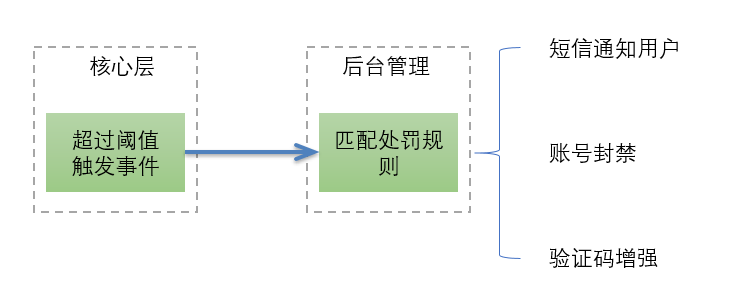 核心层
超过阈值
触发事件
后台管理
匹配处罚规
则
短信通知用户
账号封禁
验证码增强